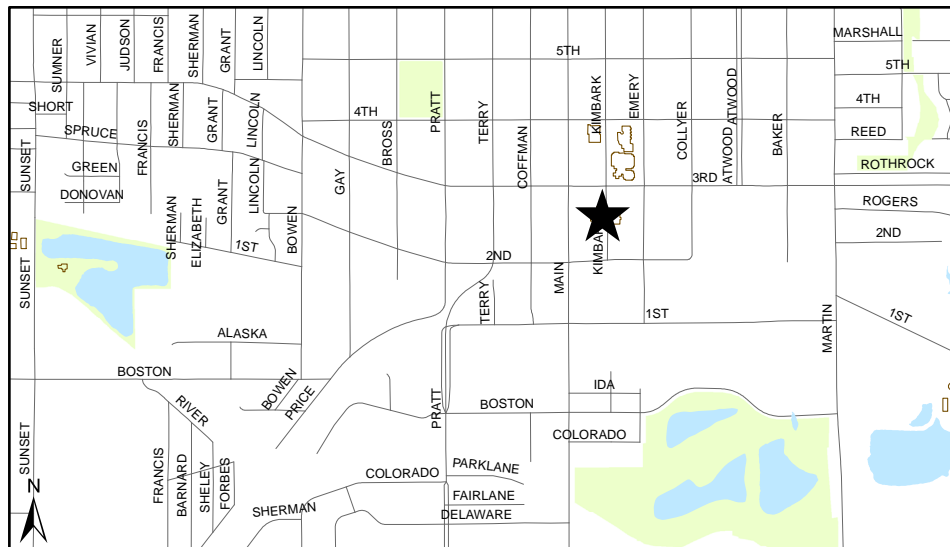 SUMNER
VIVIAN
JUDSON
FRANCIS
SHERMAN
GRANT
LINCOLN
MARSHALL
5TH
5TH
SHORT
4TH
PRATT
TERRY
KIMBARK
EMERY
ATWOOD
4TH
SPRUCE
FRANCIS
SHERMAN
GRANT
LINCOLN
BROSS
COFFMAN
COLLYER
ATWOOD
BAKER
REED
SUNSET
GREEN
DONOVAN
GAY
3RD
ROTHROCK
SHERMAN
ELIZABETH
GRANT
LINCOLN
BOWEN
1ST
ROGERS
2ND
SUNSET
2ND
MAIN
KIMBARK
TERRY
1ST
MARTIN
1ST
ALASKA
BOSTON
BOWEN
PRICE
RIVER
PRATT
BOSTON
IDA
COLORADO
SUNSET
FRANCIS
BARNARD
SHELEY
FORBES
COLORADO
PARKLANE
FAIRLANE
SHERMAN
DELAWARE
N